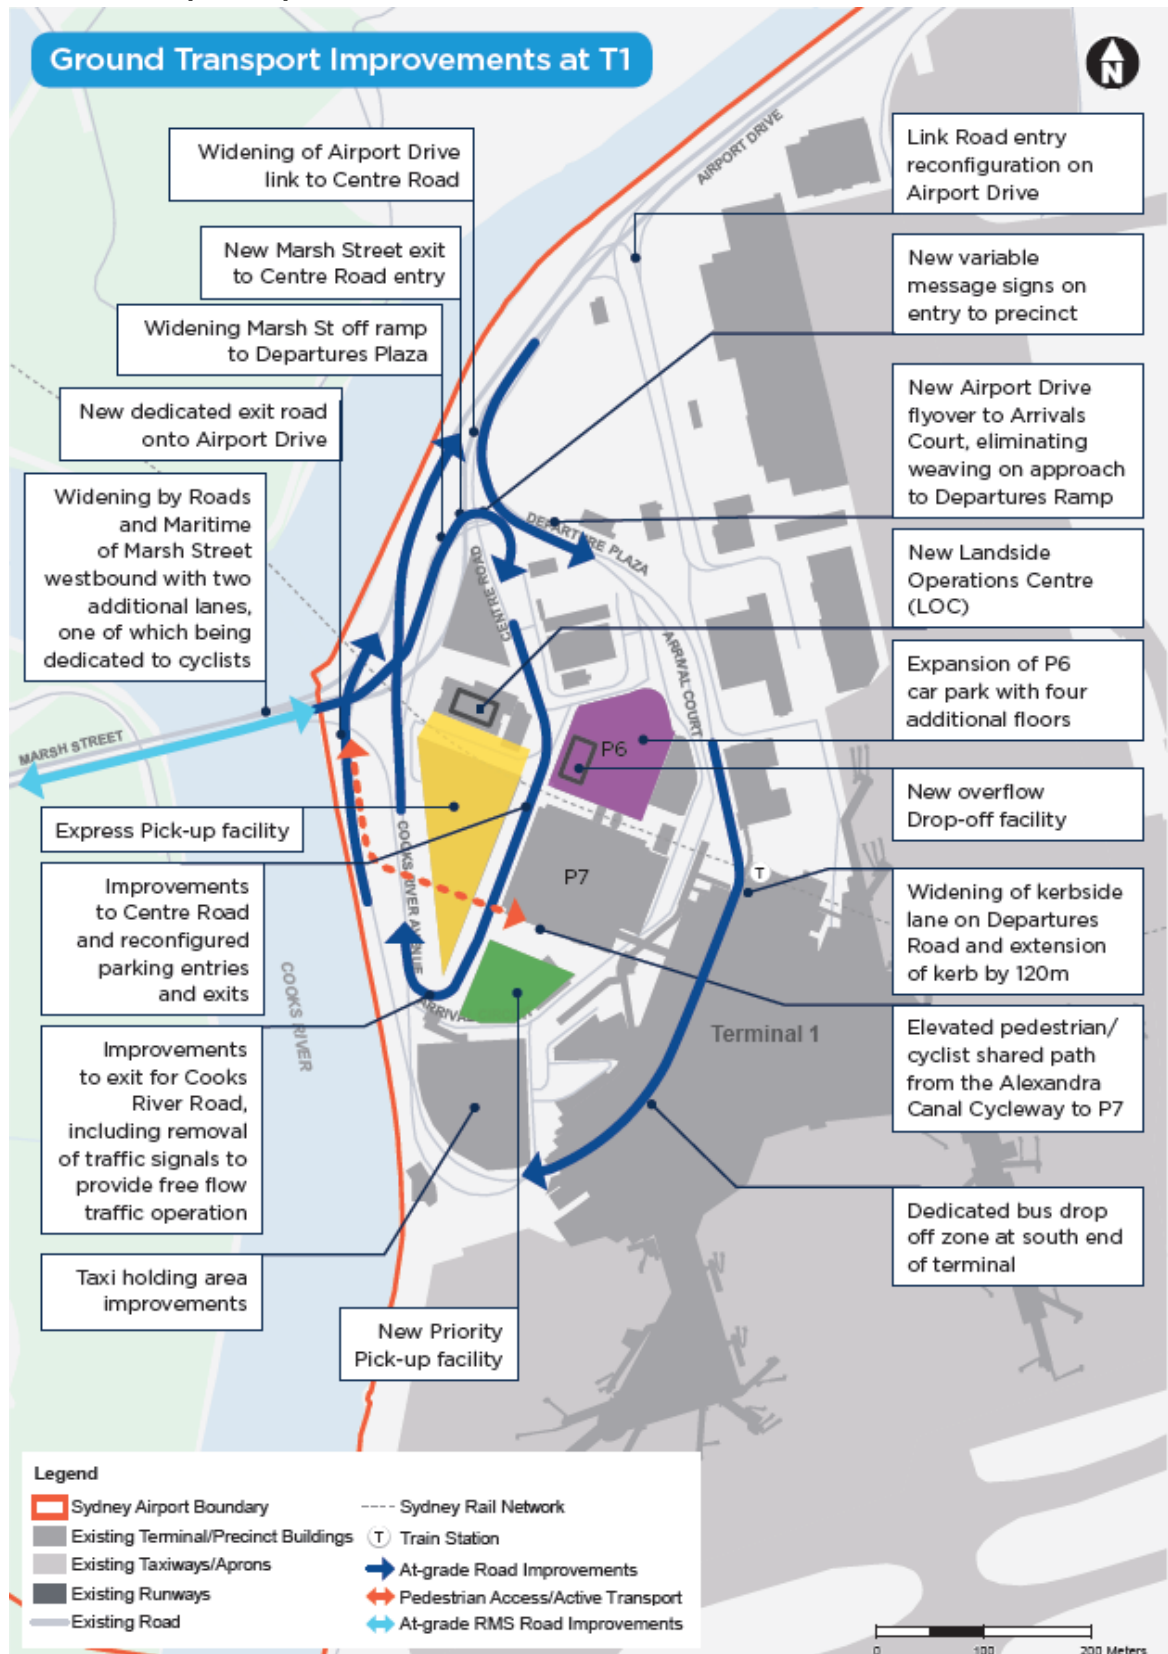 Ground Transport Improvements at T1
N
AIRPORT DRIVE
Widening of Airport Drive
link to Centre Road
New Marsh Street exit
to Centre Road entry
Widening Marsh St off ramp
to Departures Plaza
New dedicated exit road
onto Airport Drive
Widening by Roads
and Maritime
of Marsh Street
westbound with two
additional lanes,
one of which being
dedicated to cyclists
MARSH STREET
Express Pick-up facility
Improvements
to Centre Road
and reconfigured
parking entries
and exits
Improvements
to exit for Cooks
River Road,
including removal
of traffic signals to
provide free flow
traffic operation
Taxi holding area
improvements
New Priority
Pick-up facility
Link Road entry
reconfiguration on
Airport Drive
New variable
message signs on
entry to precinct
New Airport Drive
flyover to Arrivals
Court, eliminating
weaving on approach
to Departures Ramp
New Landside
Operations Centre
(LOC)
Expansion of P6
car park with four
additional floors
New overflow
Drop-off facility
Widening of kerbside
lane on Departures
Road and extension
of kerb by 120m
Elevated pedestrian/
cyclist shared path
from the Alexandra
Canal Cycleway to P7
Dedicated bus drop
off zone at south end
of terminal
DEPARTURE PLAZA
CENTRE ROAD
ARRIVAL COURT
P6
P7
T
COOKS RIVER AVENUE
COOKS RIVER
Terminal 1
Legend
Sydney Airport Boundary
Existing Terminal/Precinct Buildings
Existing Taxiways/Aprons
Existing Runways
Existing Road
Sydney Rail Network
T Train Station
At-grade Road Improvements
Pedestrian Access/Active Transport
At-grade RMS Road Improvements
0 100 200 Meters